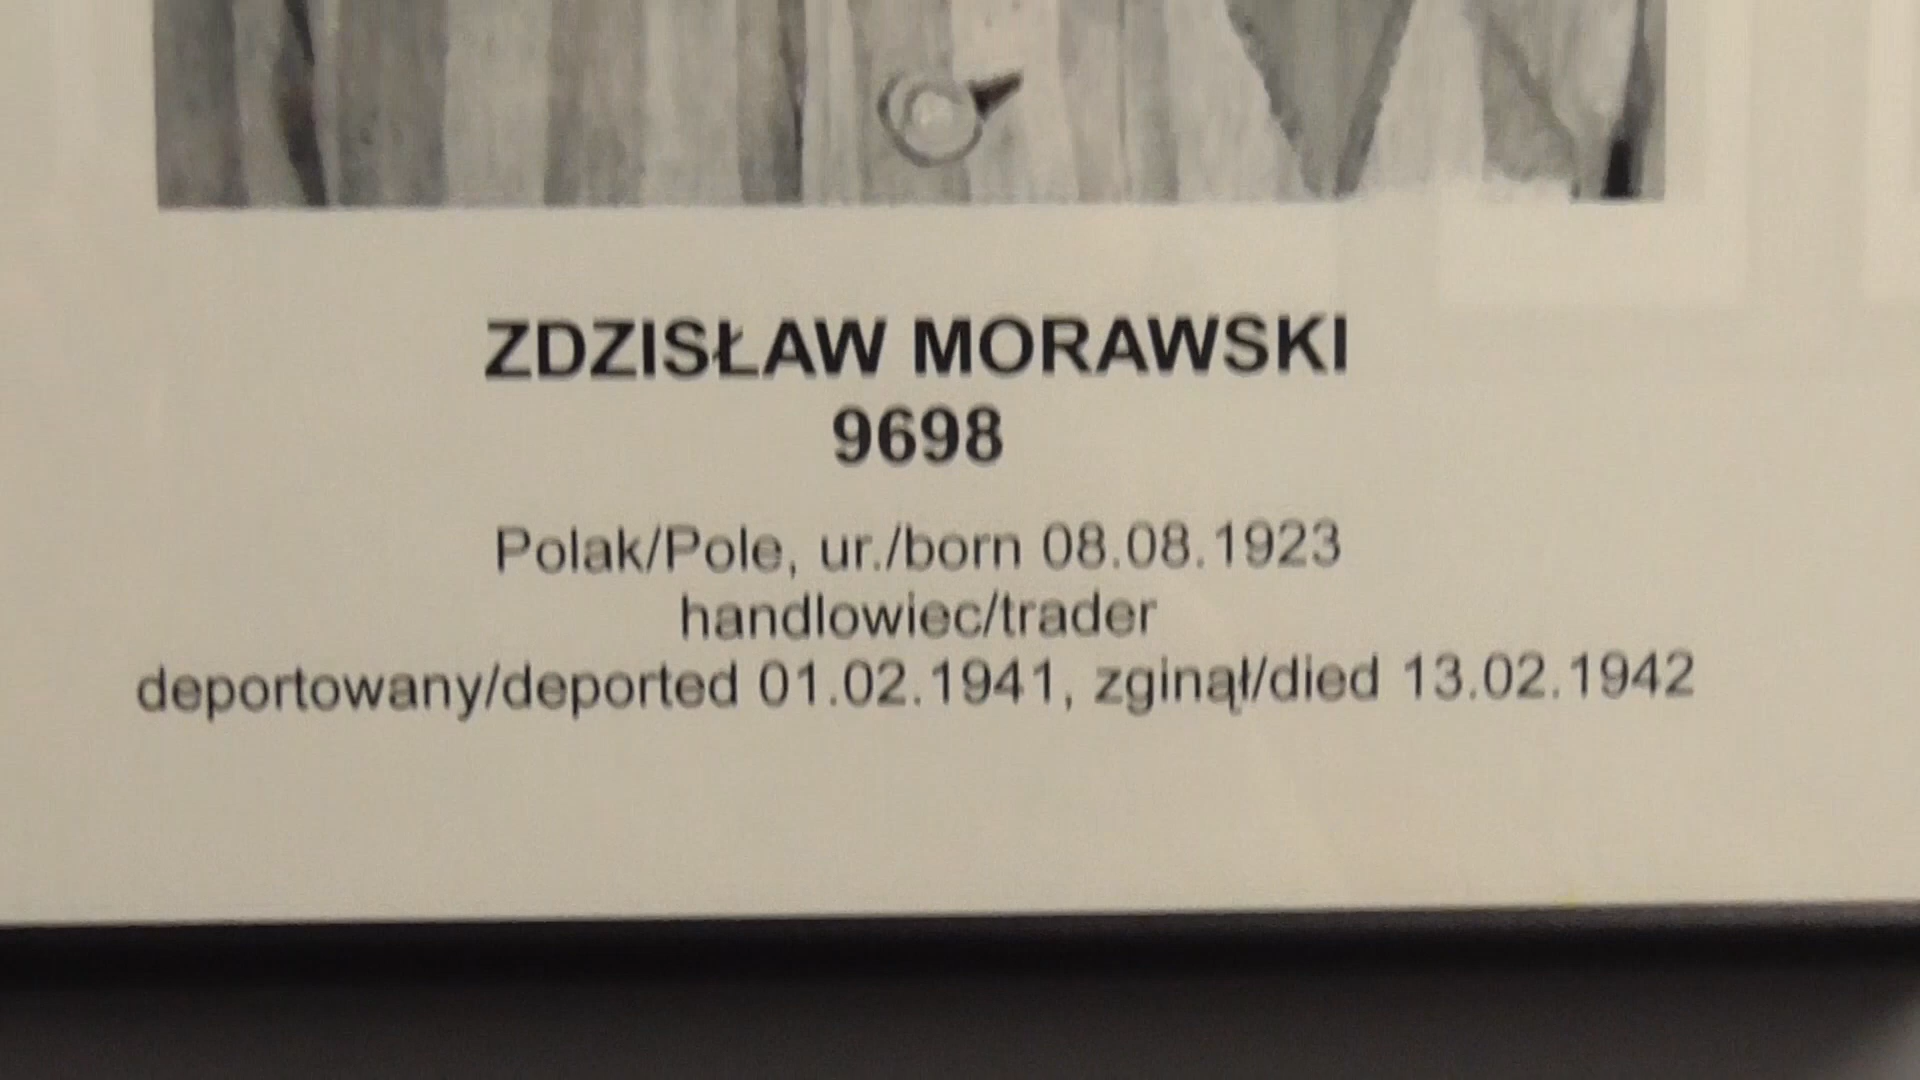 ZDZISŁAW MORAWSKI
9698
Polak/Pole, ur./born 08.08.1923
handlowiec/trader
deportowany/deported 01.02.1941, zginął/died 13.02.1942